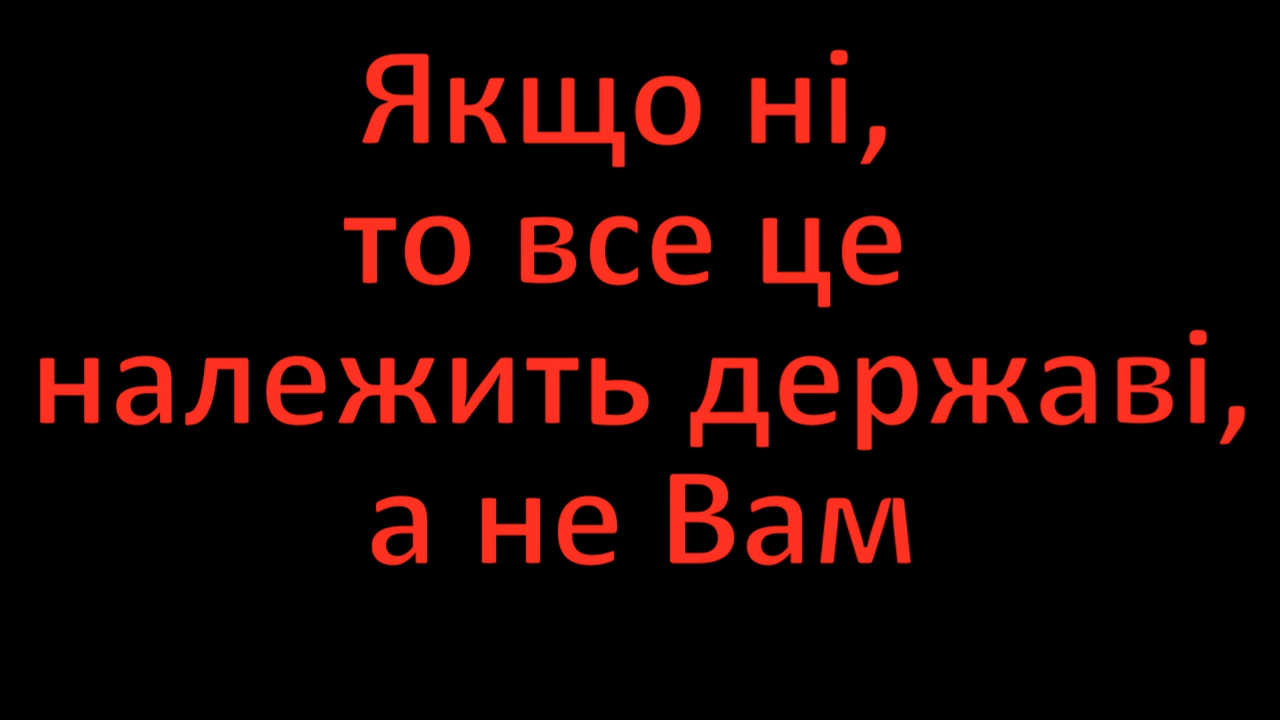 Якщо ні,
то все це
належить державі,
а не Вам